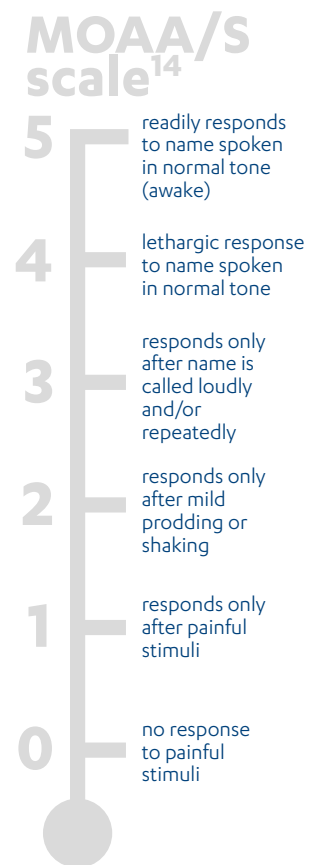 MOAA/S
scale14
5
readily responds
to name spoken
in normal tone
(awake)
4
lethargic response
to name spoken
in normal tone
3
responds only
after name is
called loudly
and/or
repeatedly
2
responds only
after mild
prodding or
shaking
1
responds only
after painful
stimuli
0
no response
to painful
stimuli